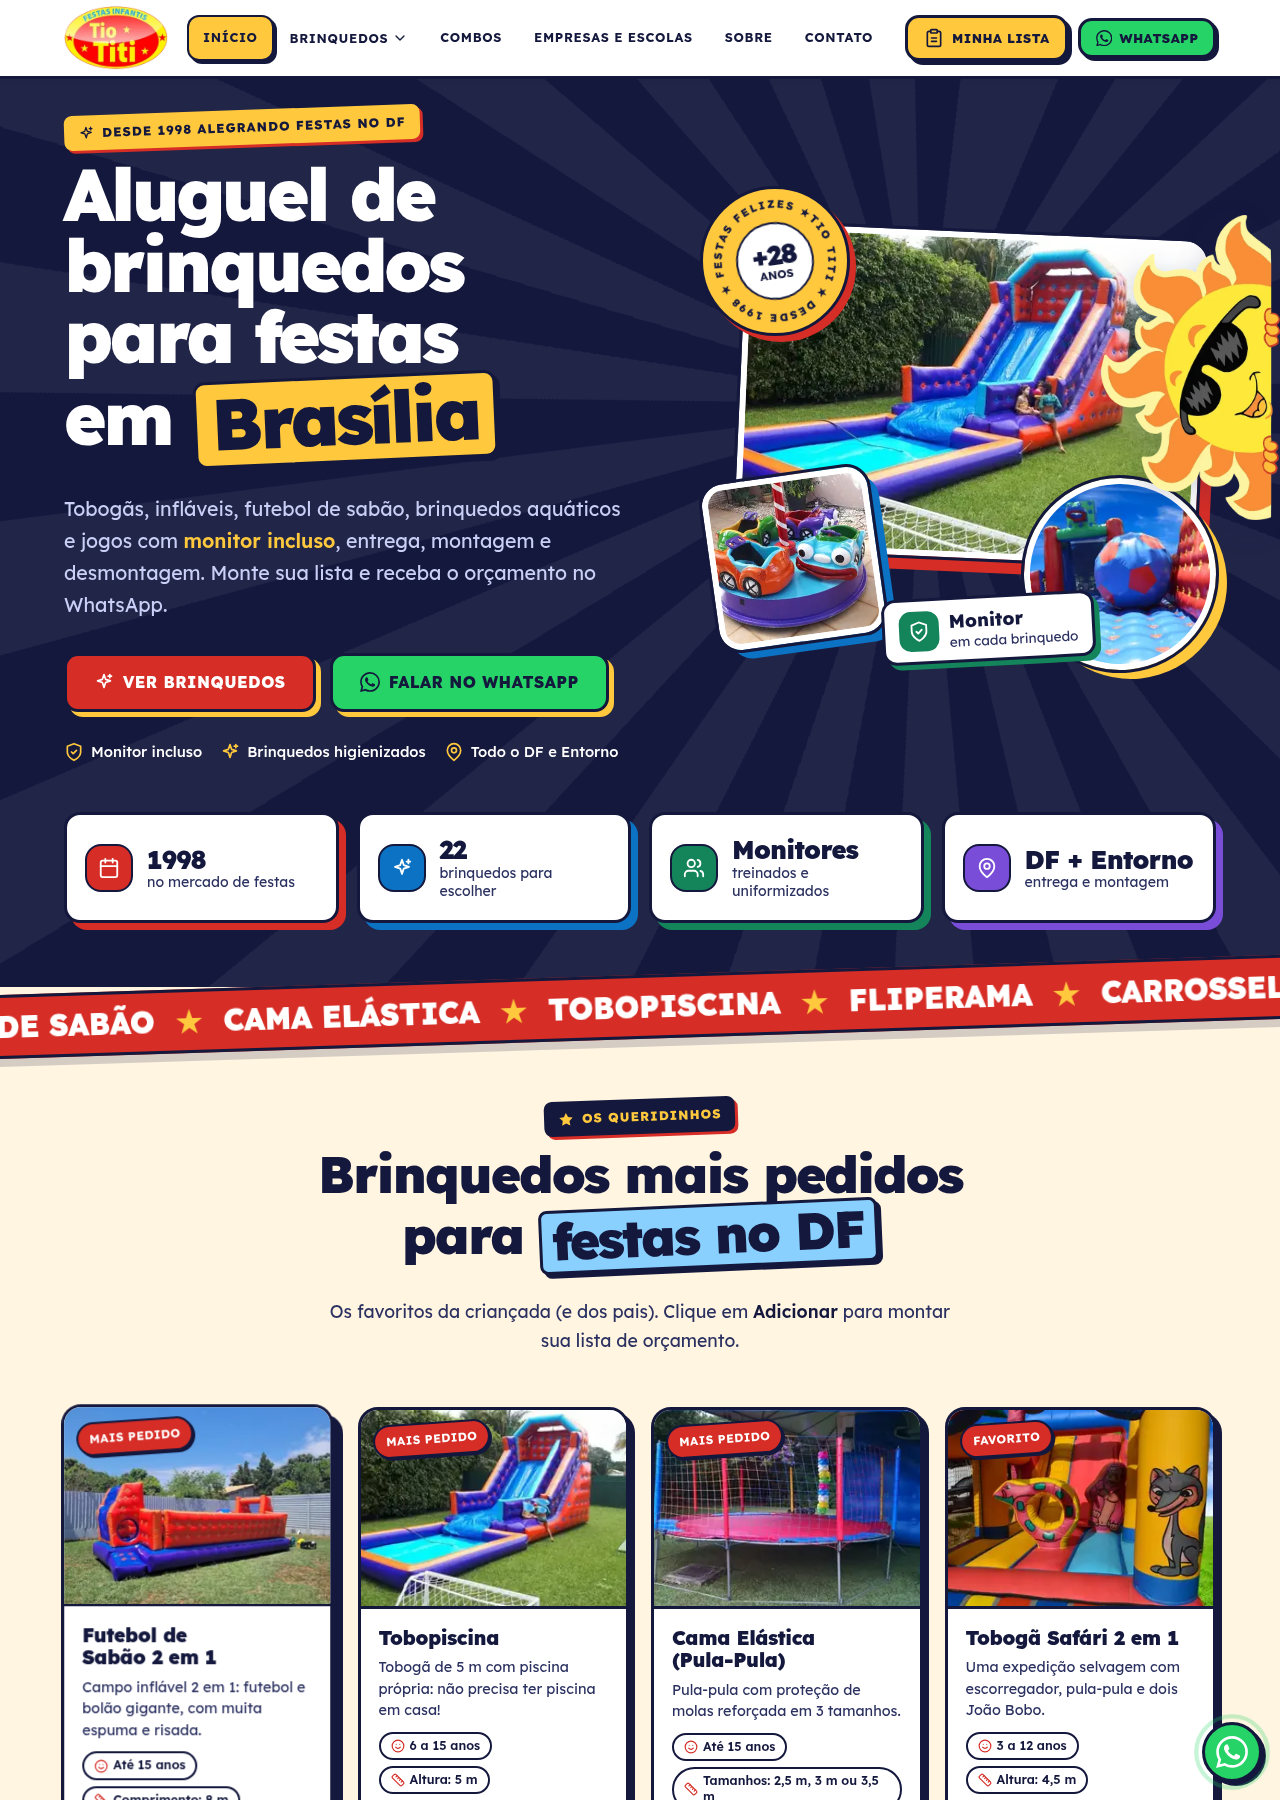 FESTAS INFANTIS
Tio
Titi
INÍCIO
BRINQUEDOS
COMBOS
EMPRESAS E ESCOLAS
SOBRE
CONTATO
MINHA LISTA
WHATSAPP
DESDE 1998 ALEGRANDO FESTAS NO DF
Aluguel de
brinquedos
para festas
em Brasília
Tobogãs, infláveis, futebol de sabão, brinquedos aquáticos
e jogos com monitor incluso, entrega, montagem e
desmontagem. Monte sua lista e receba o orçamento no
WhatsApp.
VER BRINQUEDOS
FALAR NO WHATSAPP
Monitor incluso
Brinquedos higienizados
Todo o DF e Entorno
TIO TITI ★ DESDE 1998 ★ FESTAS FELIZES ★
+28
ANOS
Monitor
em cada brinquedo
1998
no mercado de festas
22
brinquedos para
escolher
Monitores
treinados e
uniformizados
DF + Entorno
entrega e montagem
DE SABÃO ★ CAMA ELÁSTICA ★ TOBOPISCINA ★ FLIPERAMA ★ CARROSSEL
OS QUERIDINHOS
Brinquedos mais pedidos
para festas no DF
Os favoritos da criançada (e dos pais). Clique em Adicionar para montar
sua lista de orçamento.
MAIS PEDIDO
Futebol de
Sabão 2 em 1
Campo inflável 2 em 1: futebol e
bolão gigante, com muita
espuma e risada.
Até 15 anos
Comprimento: 8 m
MAIS PEDIDO
Tobopiscina
Tobogã de 5 m com piscina
própria: não precisa ter piscina
em casa!
6 a 15 anos
Altura: 5 m
MAIS PEDIDO
Cama Elástica
(Pula-Pula)
Pula-pula com proteção de
molas reforçada em 3 tamanhos.
Até 15 anos
Tamanhos: 2,5 m, 3 m ou 3,5
m
FAVORITO
Tobogã Safári 2 em 1
Uma expedição selvagem com
escorregador, pula-pula e dois
João Bobo.
3 a 12 anos
Altura: 4,5 m